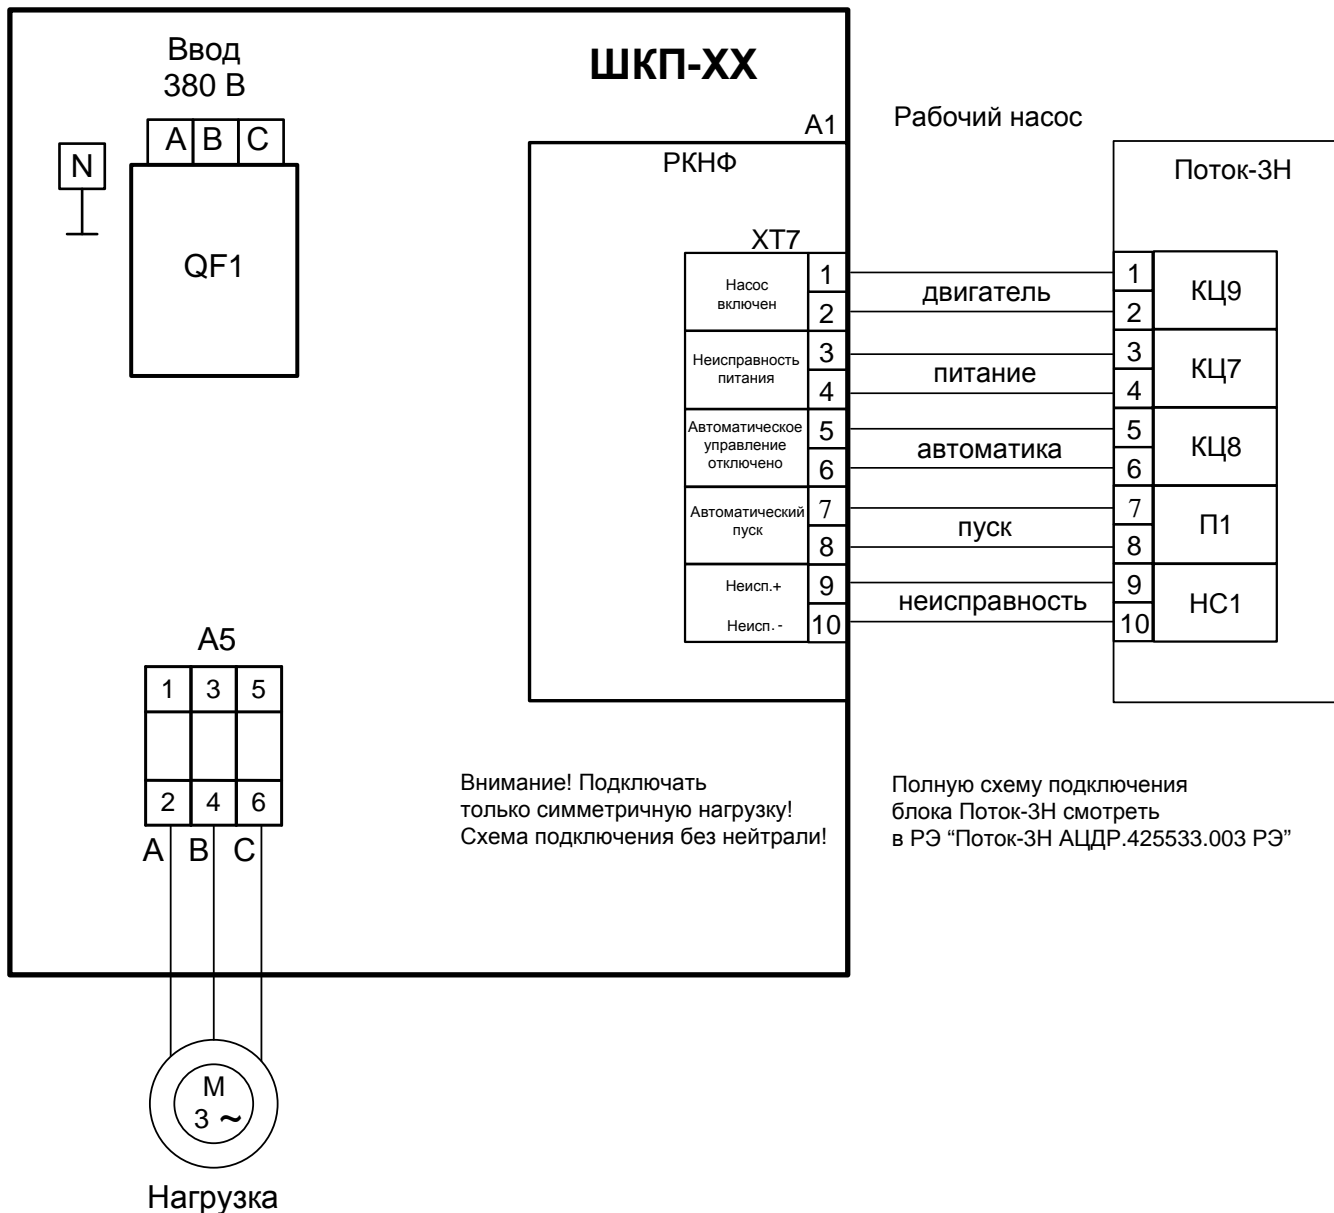 Ввод
380 В
ШКП-ХХ
A B C
N
QF1
A1
Рабочий насос
РКНФ
Поток-3Н
XT7
Насос
включен
1
2
двигатель
1
2
КЦ9
Неисправность
питания
3
4
питание
3
4
КЦ7
Автоматическое
управление
отключено
5
6
автоматика
5
6
КЦ8
Автоматический
пуск
7
8
пуск
7
8
П1
Неисп.+
Неисп. -
9
10
неисправность
9
10
НС1
A5
1 3 5
2 4 6
A B C
Внимание! Подключать
только симметричную нагрузку!
Схема подключения без нейтрали!
Полную схему подключения
блока Поток-3Н смотреть
в РЭ “Поток-3Н АЦДР.425533.003 РЭ”
М
3 ~
Нагрузка